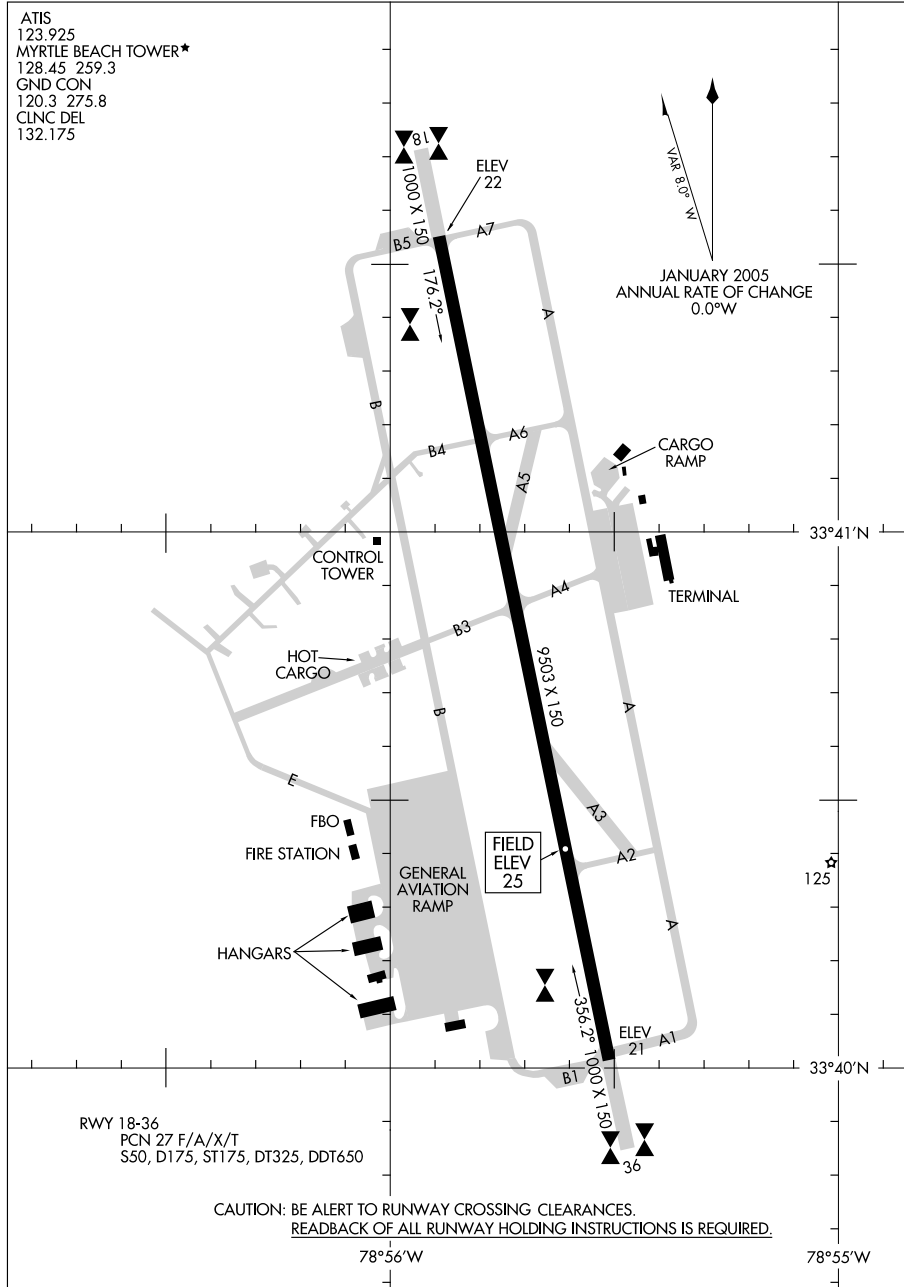 ATIS
123.925
MYRTLE BEACH TOWER★
128.45 259.3
GND CON
120.3 275.8
CLNC DEL
132.175
18
1000 X 150
ELEV
22
VAR 8.0° W
JANUARY 2005
ANNUAL RATE OF CHANGE
0.0°W
B5
A7
176.2°
A
B
B4
A6
A5
CARGO
RAMP
33°41'N
CONTROL
TOWER
TERMINAL
A4
B3
HOT
CARGO
9503 X 150
B
A
E
A3
FBO
FIRE STATION
FIELD
ELEV
25
A2
125
GENERAL
AVIATION
RAMP
A
HANGARS
356.2°
ELEV
21
A1
B1
1000 X 150
33°40'N
36
RWY 18-36
PCN 27 F/A/X/T
S50, D175, ST175, DT325, DDT650
CAUTION: BE ALERT TO RUNWAY CROSSING CLEARANCES.
READBACK OF ALL RUNWAY HOLDING INSTRUCTIONS IS REQUIRED.
78°56'W
78°55'W